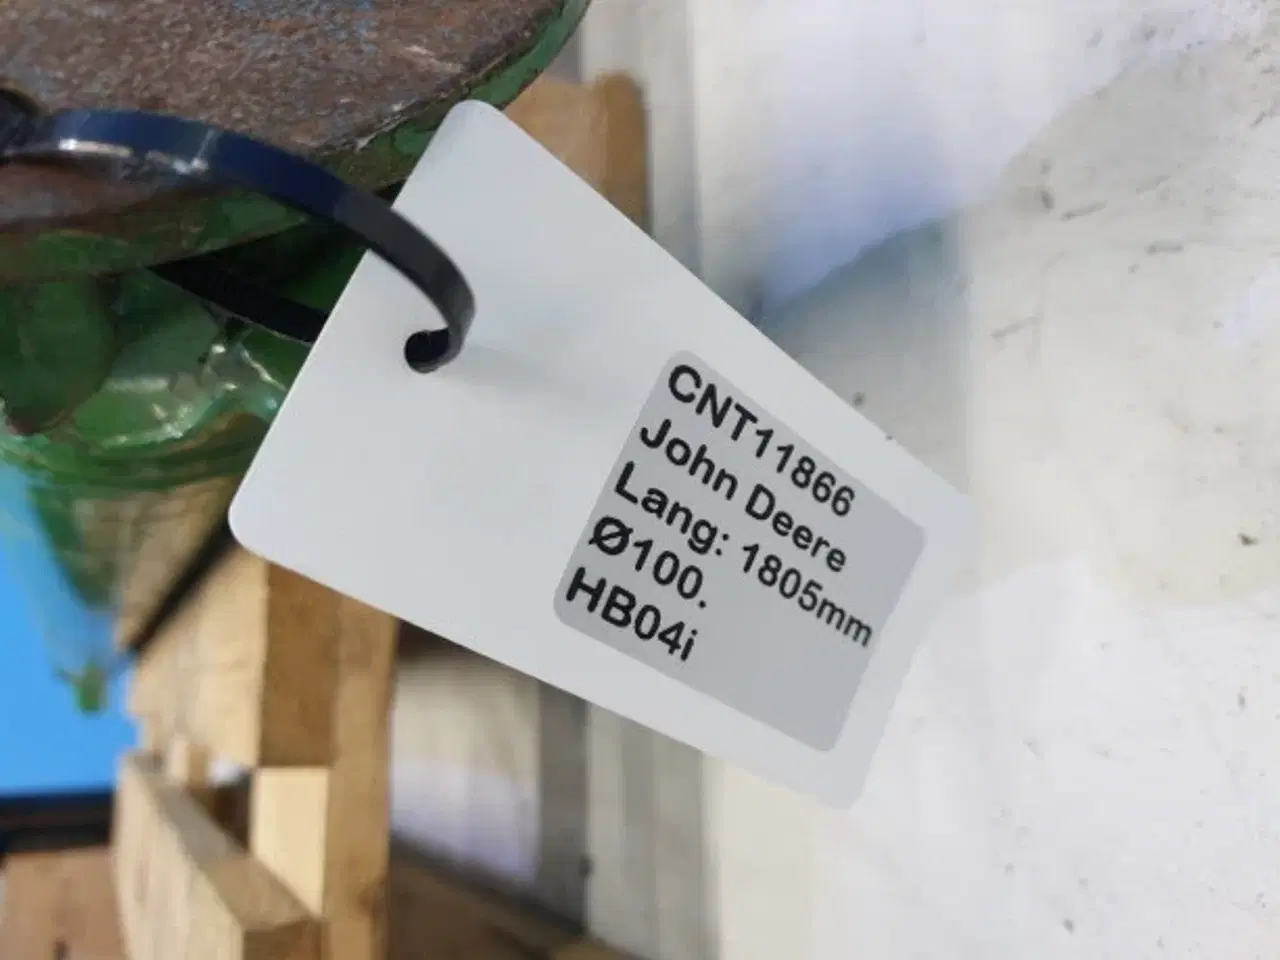 CNT11866
John Deere
Lang: 1805mm
Ø100.
HB04i